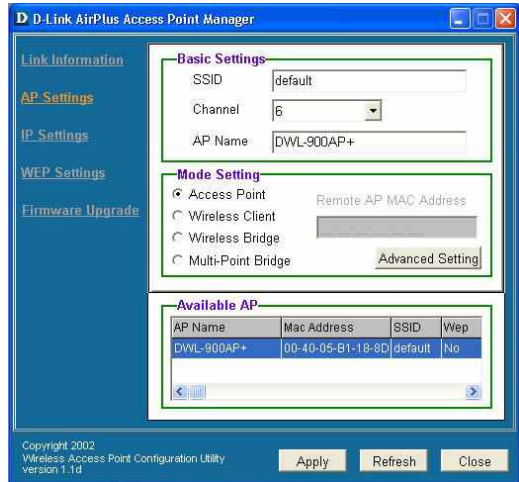 D D-Link AirPlus Access Point Manager
Link Information
AP Settings
IP Settings
WEP Settings
Firmware Upgrade
Basic Settings
SSID default
Channel 6
AP Name DWL-900AP+
Mode Setting
Access Point
Wireless Client
Wireless Bridge
Multi-Point Bridge
Remote AP MAC Address
Advanced Setting
Available AP
AP Name Mac Address SSID Wep
DWL-900AP+ 00-40-05-B1-18-8D default No
Copyright 2002
Wireless Access Point Configuration Utility
version 1.1d
Apply Refresh Close